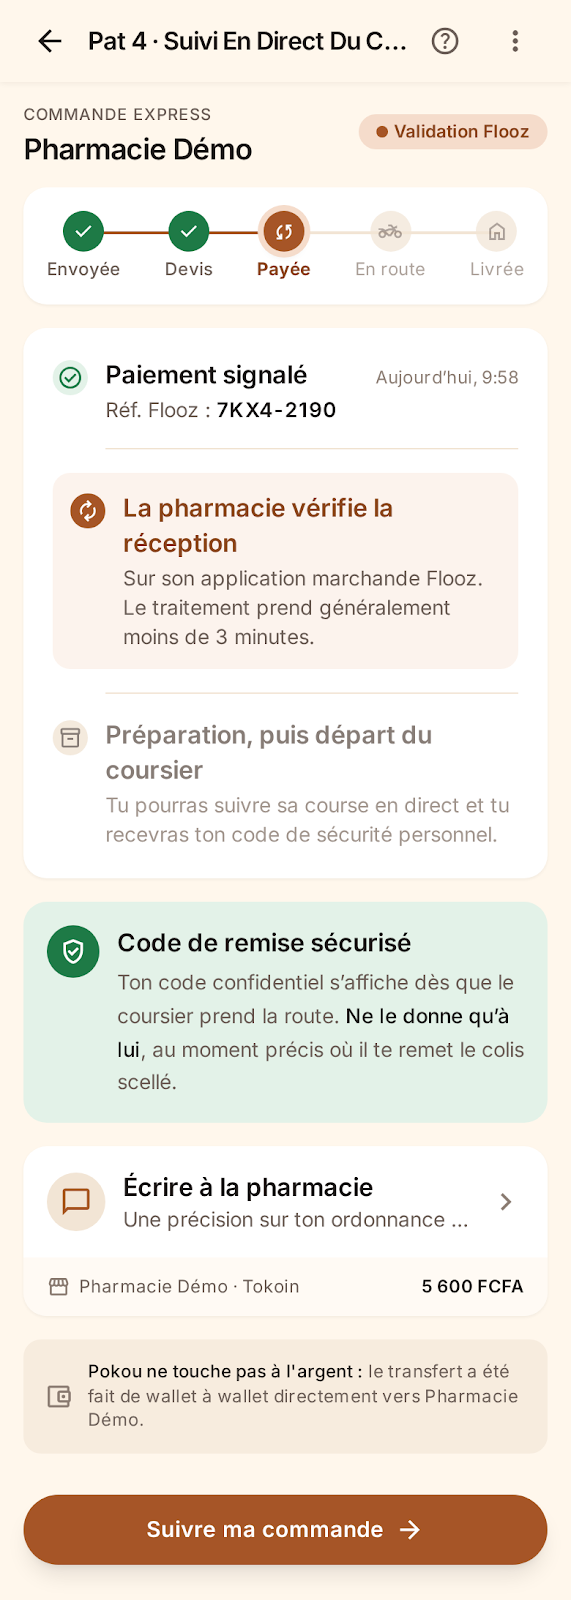 Pat 4 · Suivi En Direct Du C...
COMMANDE EXPRESS
Pharmacie Démo
Validation Flooz
Envoyée
Devis
Payée
En route
Livrée
Paiement signalé
Aujourd’hui, 9:58
Réf. Flooz : 7KX4-2190
La pharmacie vérifie la
réception
Sur son application marchande Flooz.
Le traitement prend généralement
moins de 3 minutes.
Préparation, puis départ du
coursier
Tu pourras suivre sa course en direct et tu
recevras ton code de sécurité personnel.
Code de remise sécurisé
Ton code confidentiel s’affiche dès que le
coursier prend la route. Ne le donne qu’à
lui, au moment précis où il te remet le colis
scellé.
Écrire à la pharmacie
Une précision sur ton ordonnance ...
Pharmacie Démo · Tokoin
5 600 FCFA
Pokou ne touche pas à l'argent : le transfert a été
fait de wallet à wallet directement vers Pharmacie
Démo.
Suivre ma commande